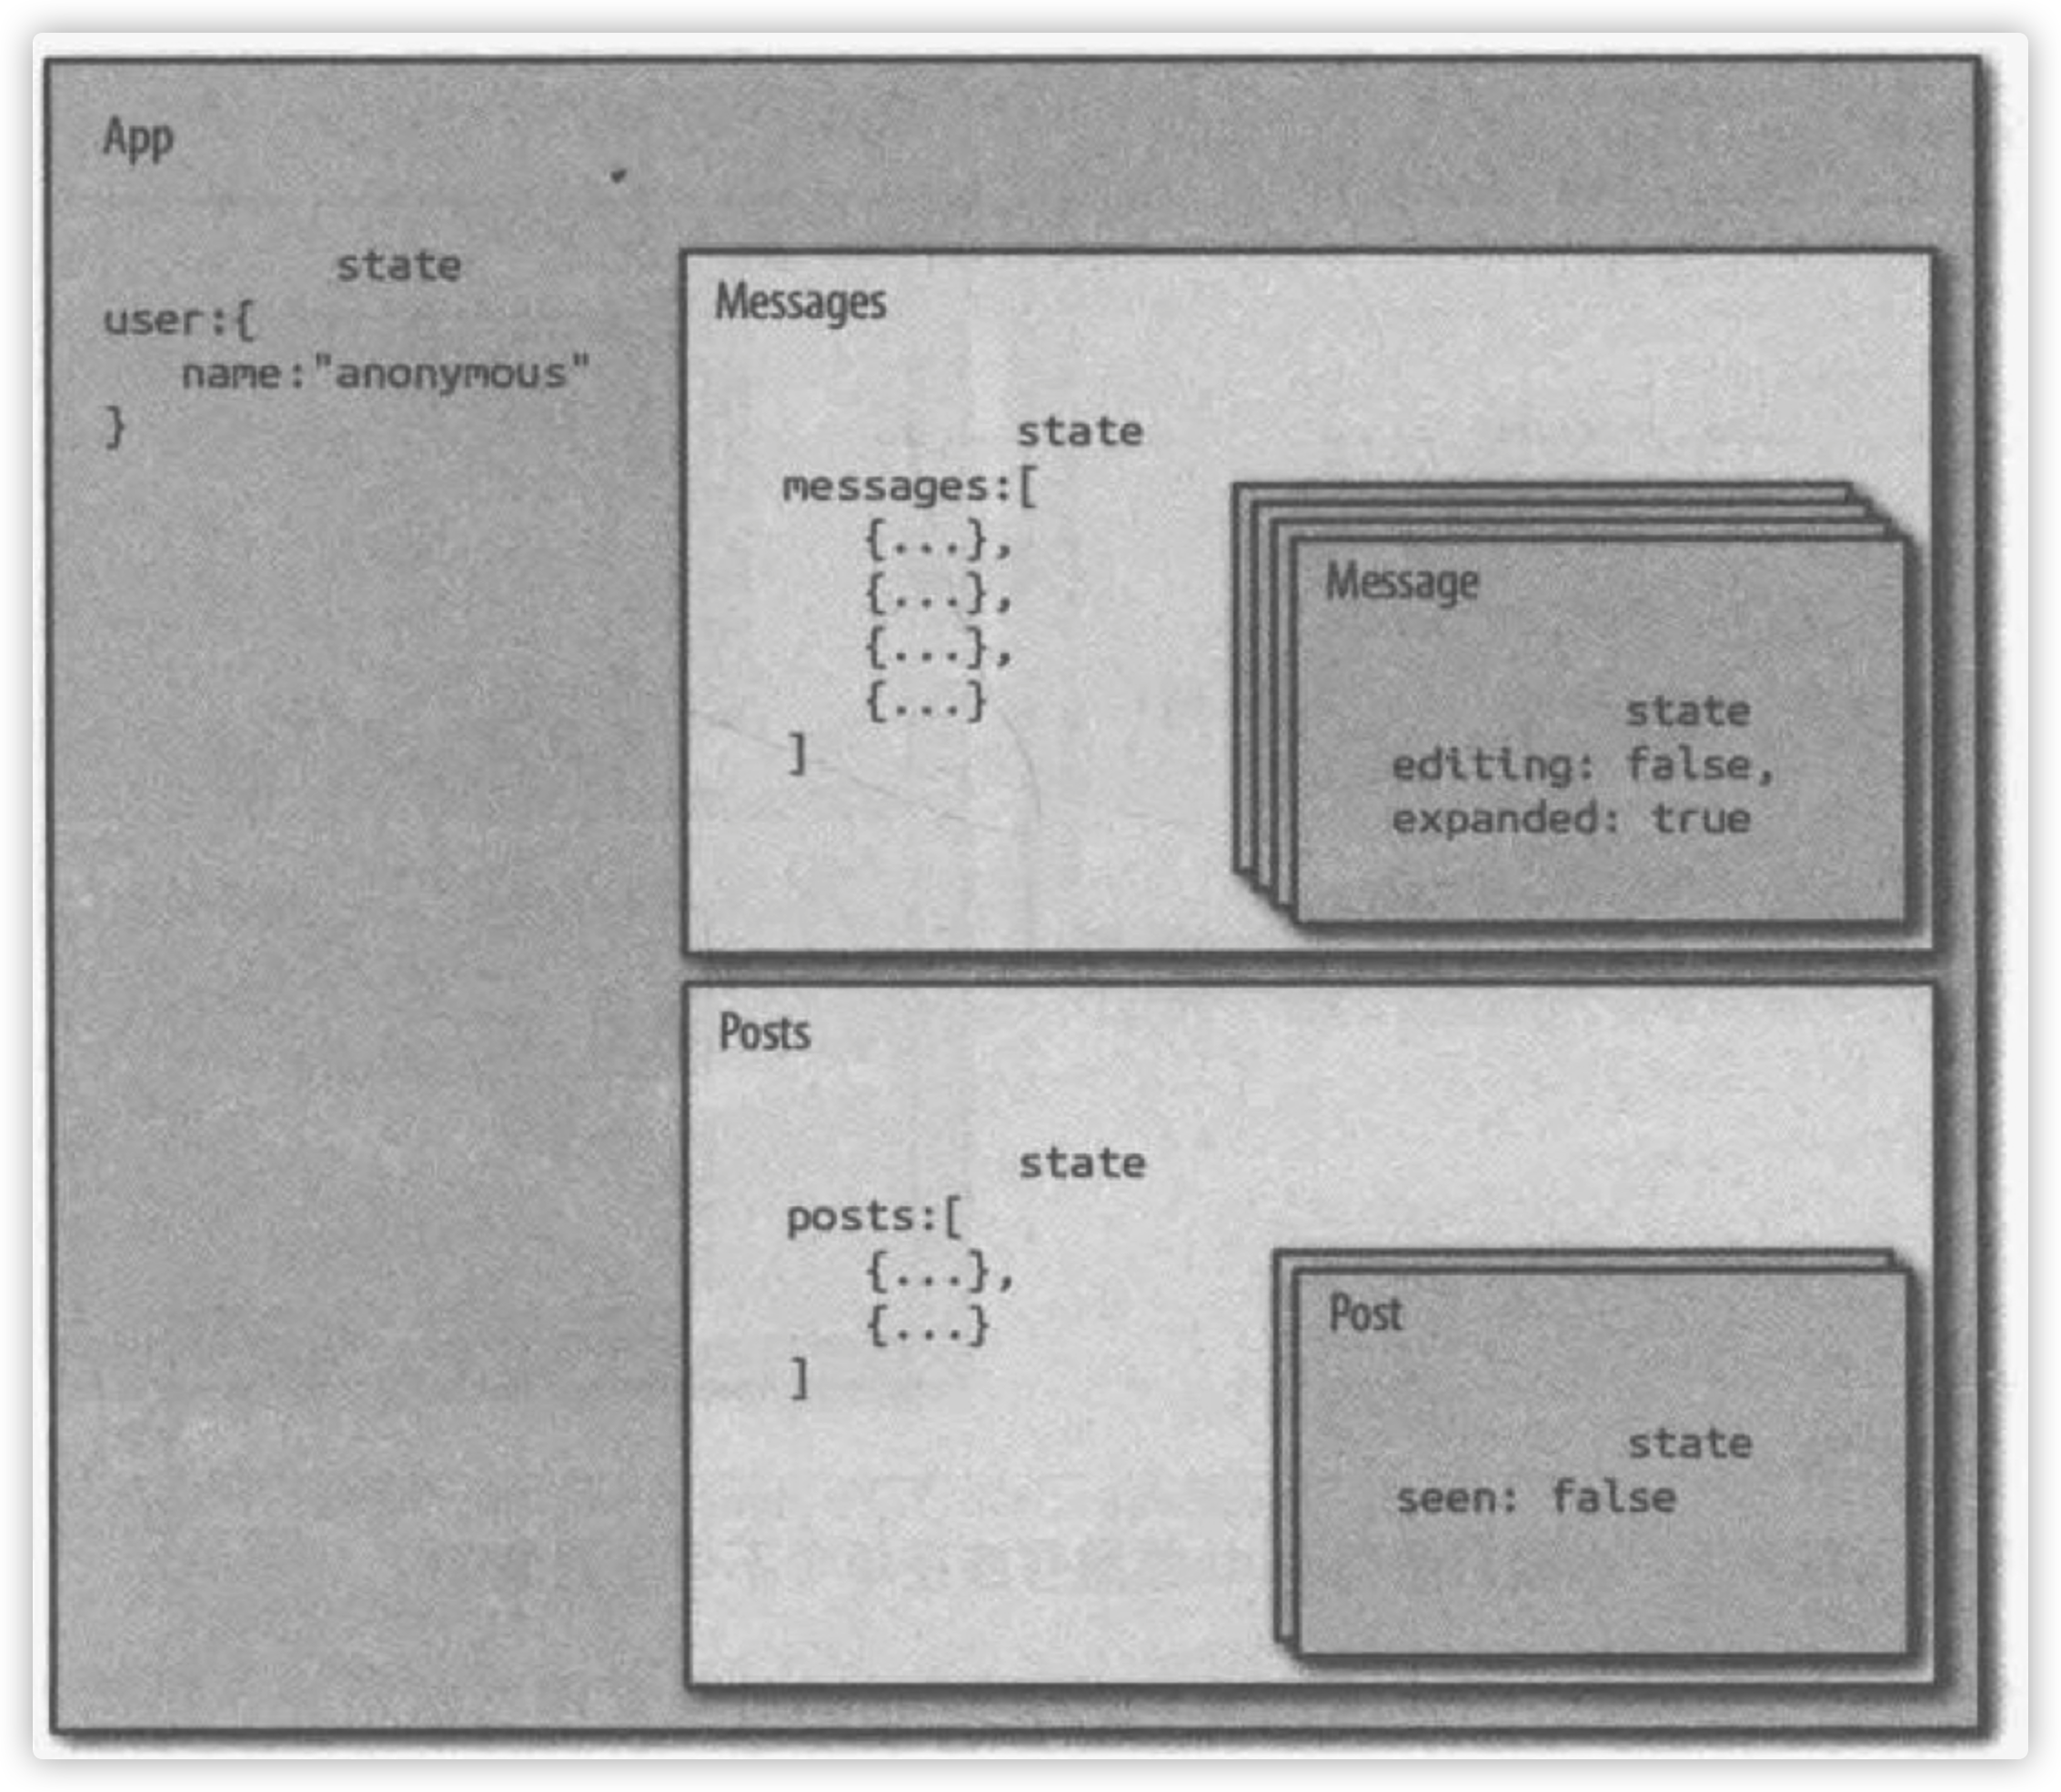 App
state
user:{
name:"anonymous"
}
Messages
state
messages:[
{...},
{...},
{...},
{...}
]
Message
state
editing: false,
expanded: true
Posts
state
posts:[
{...},
{...}
]
Post
state
seen: false